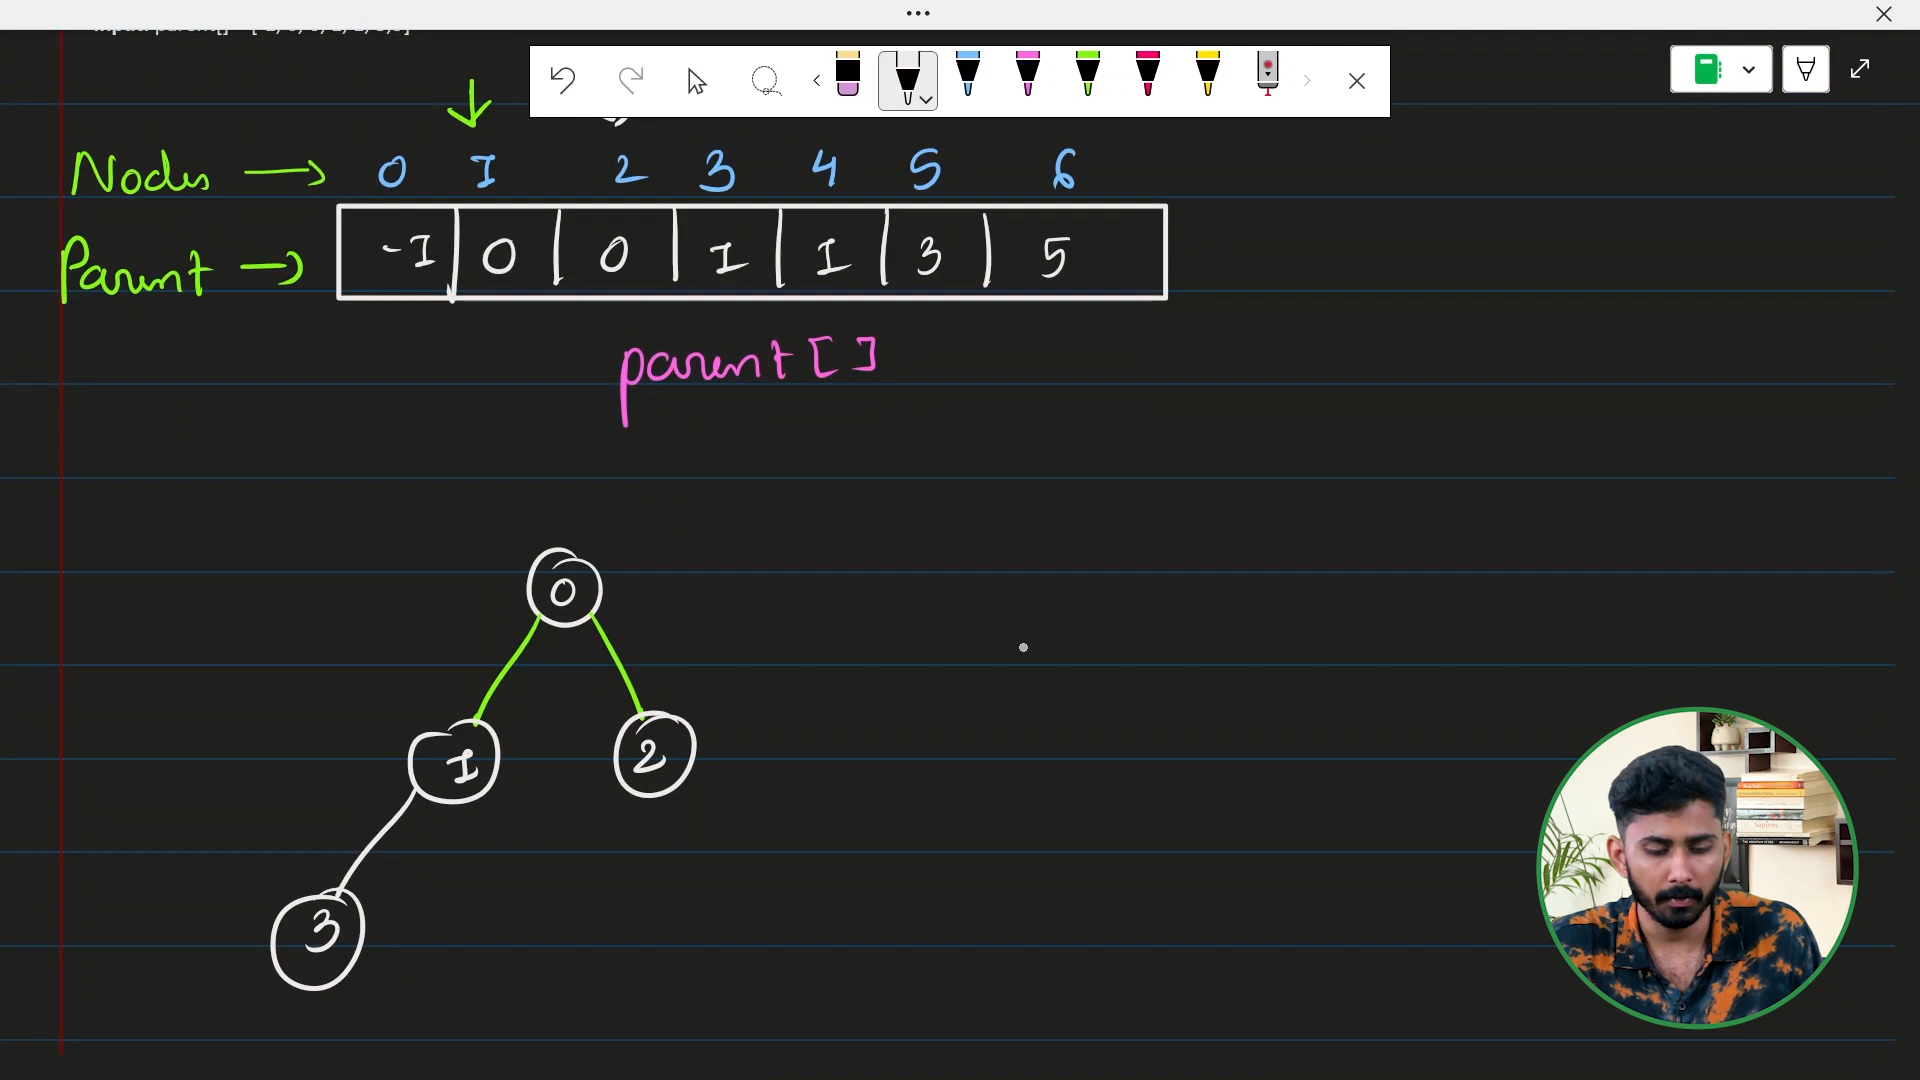 Nodes → 0 1 2 3 4 5 6
Parent → -1 0 0 1 1 3 5
parent[]
0
1 2
3